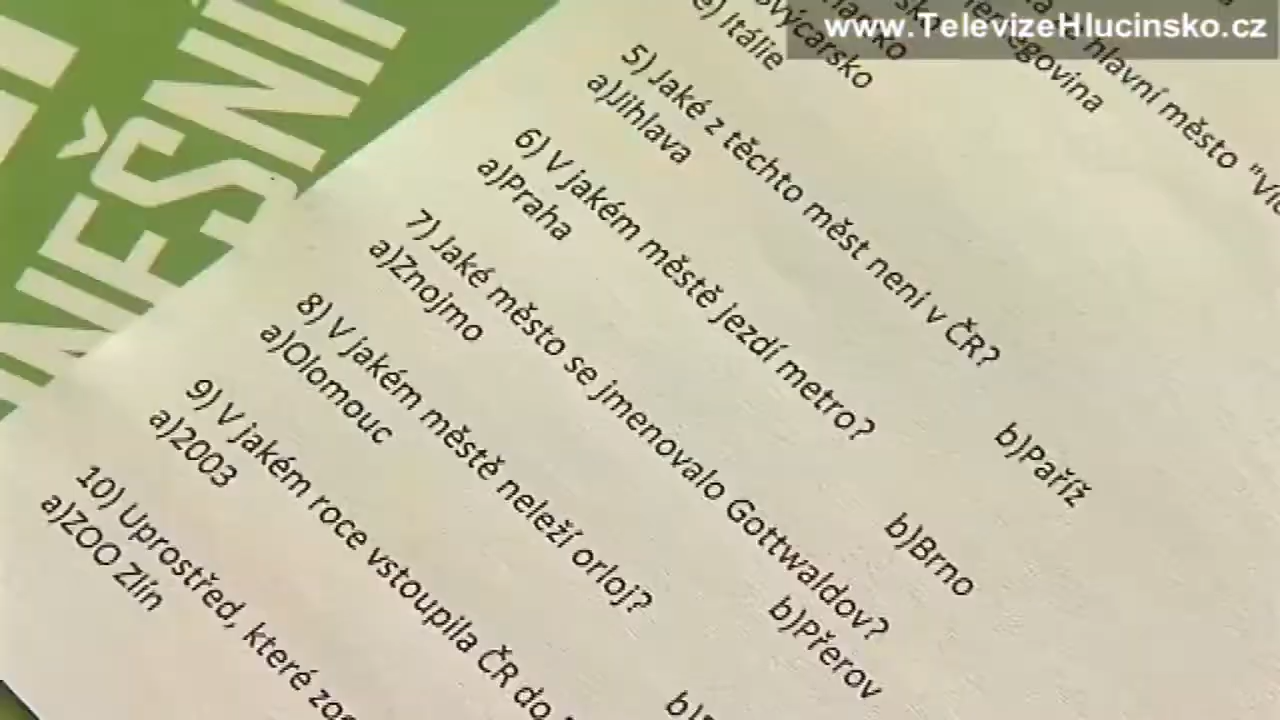 www.TelevizeHlucinsko.cz
hlavní město
e) Itálie
5) Jaké z těchto měst není v ČR?
a)Jihlava b)Paříž
6) V jakém městě jezdí metro?
a)Praha b)Brno
7) Jaké město se jmenovalo Gottwaldov?
a)Znojmo b)Přerov
8) V jakém městě neleží orloj?
a)Olomouc
9) V jakém roce vstoupila ČR do
a)2003
10) Uprostřed, které
a)ZOO Zlín